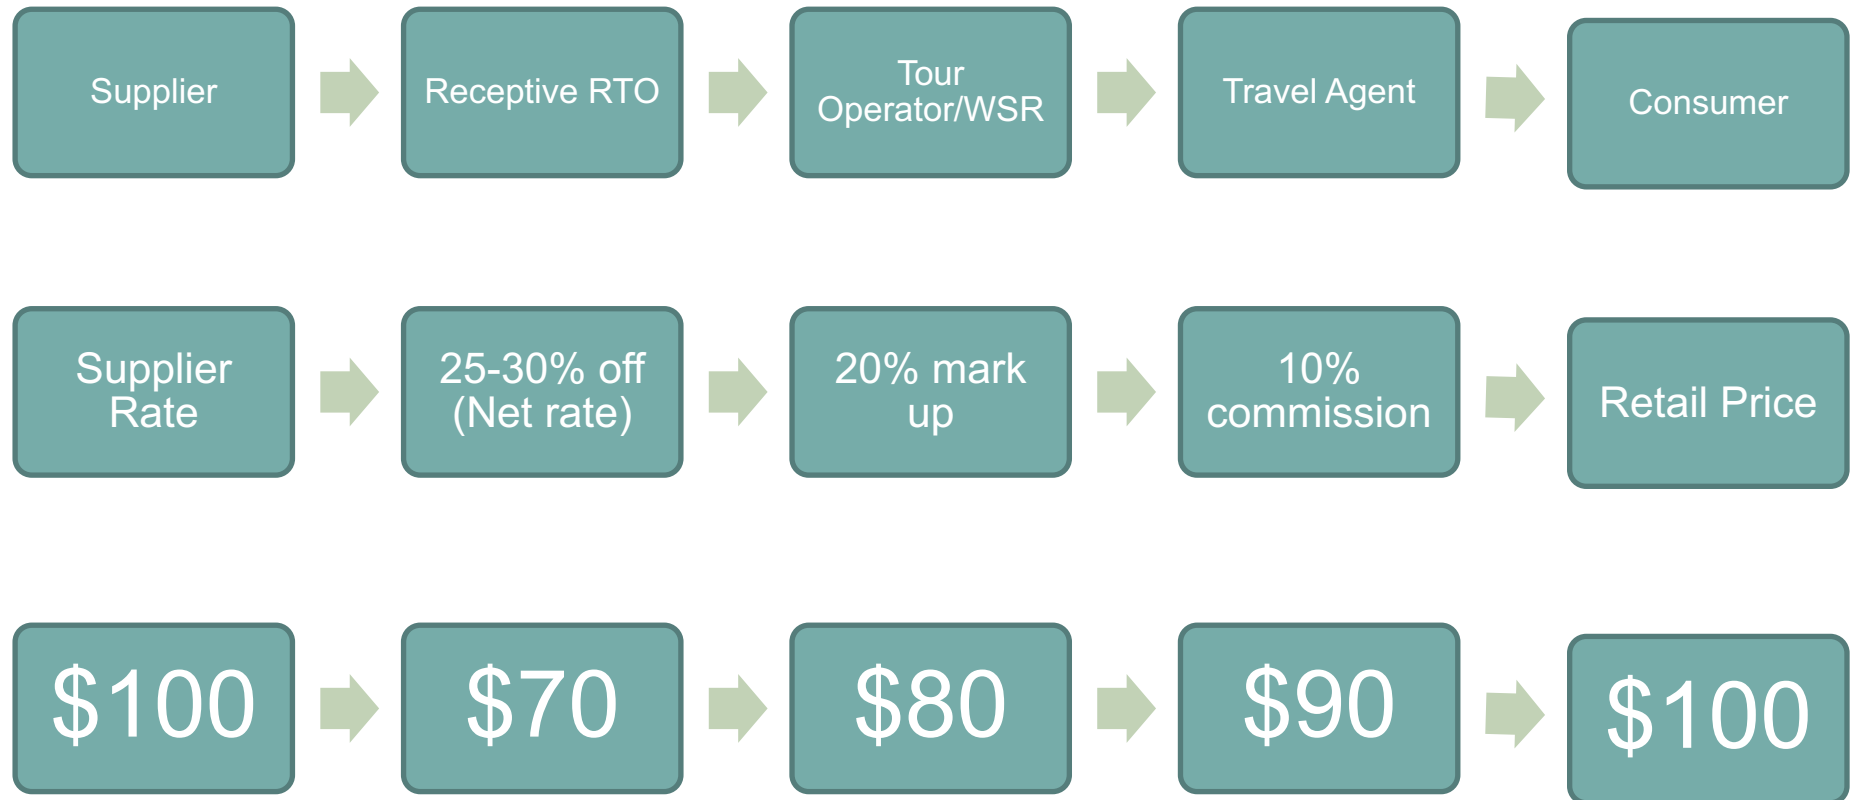 Supplier
Receptive RTO
Tour
Operator/WSR
Travel Agent
Consumer
Supplier
Rate
25-30% off
(Net rate)
20% mark
up
10%
commission
Retail Price
$100
$70
$80
$90
$100